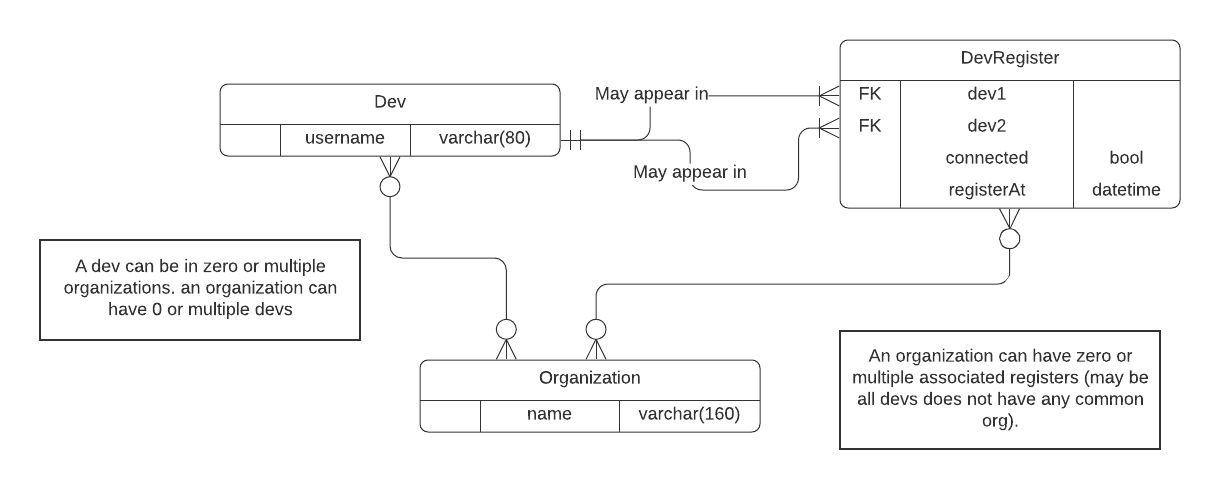 Dev
username varchar(80)
May appear in
May appear in
DevRegister
FK dev1
FK dev2
connected bool
registerAt datetime
A dev can be in zero or multiple
organizations. an organization can
have 0 or multiple devs
Organization
name varchar(160)
An organization can have zero or
multiple associated registers (may be
all devs does not have any common
org).